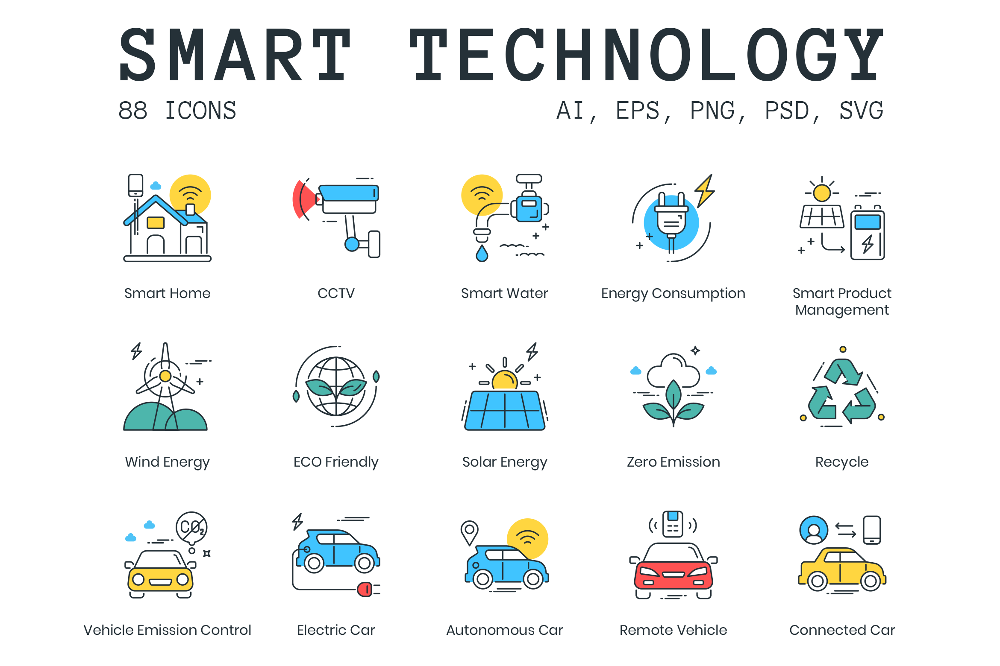 SMART TECHNOLOGY
88 ICONS
AI, EPS, PNG, PSD, SVG
Smart Home
CCTV
Smart Water
Energy Consumption
Smart Product
Management
Wind Energy
ECO Friendly
Solar Energy
Zero Emission
Recycle
CO₂
Vehicle Emission Control
Electric Car
Autonomous Car
Remote Vehicle
Connected Car